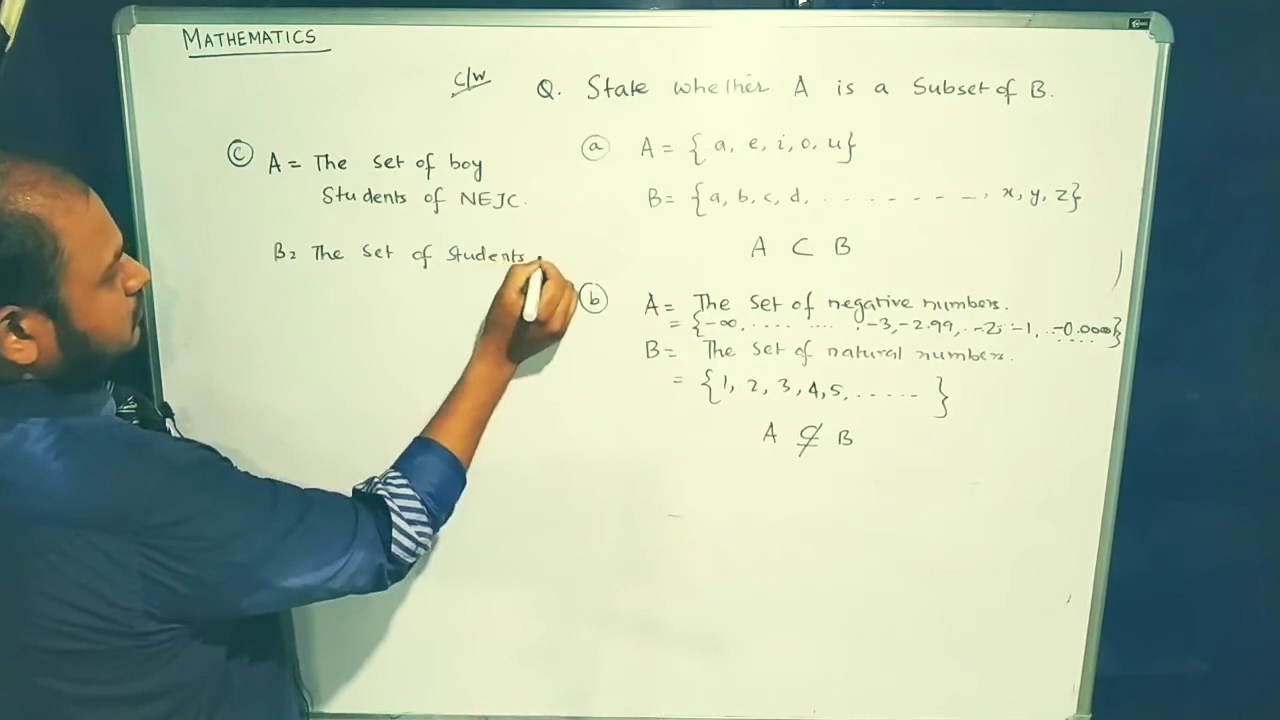 MATHEMATICS
C/W
Q. State whether A is a Subset of B.
(a) A = {a, e, i, o, u}
B = {a, b, c, d, . . . . . . - - - -, x, y, z}
A ⊂ B
(b) A = The Set of negative numbers.
= {-∞, ..... .... , -3, -2.99, .. -2, -1, .. -0.000 ..... }
B = The Set of natural numbers.
= {1, 2, 3, 4, 5, ...... }
A ⊄ B
(c) A = The Set of boy
Students of NEJC.
B = The Set of Students